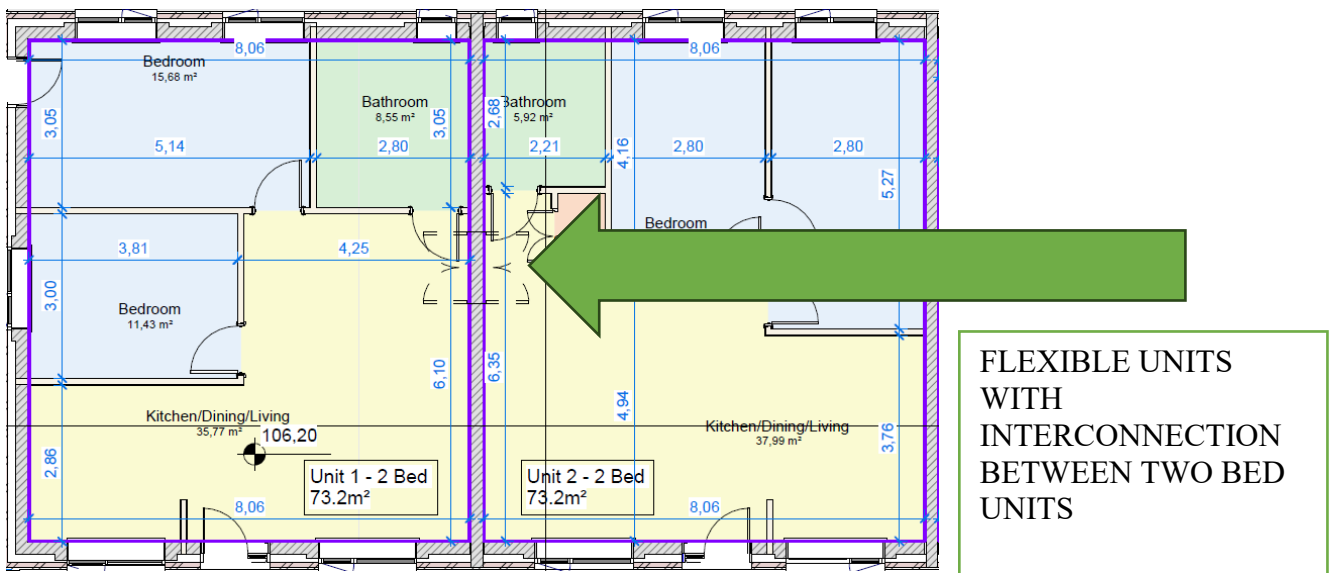 8,06
8,06
Bedroom
15,68 m²
Bathroom
8,55 m²
Bathroom
5,92 m²
3,05
3,05
2,68
5,14
2,80
2,21
4,16
2,80
2,80
5,27
3,81
4,25
Bedroom
3,00
Bedroom
11,43 m²
6,10
6,35
Kitchen/Dining/Living
35,77 m²
106,20
4,94
Kitchen/Dining/Living
37,99 m²
3,76
2,86
Unit 1 - 2 Bed
73.2m²
Unit 2 - 2 Bed
73.2m²
8,06
8,06
FLEXIBLE UNITS
WITH
INTERCONNECTION
BETWEEN TWO BED
UNITS